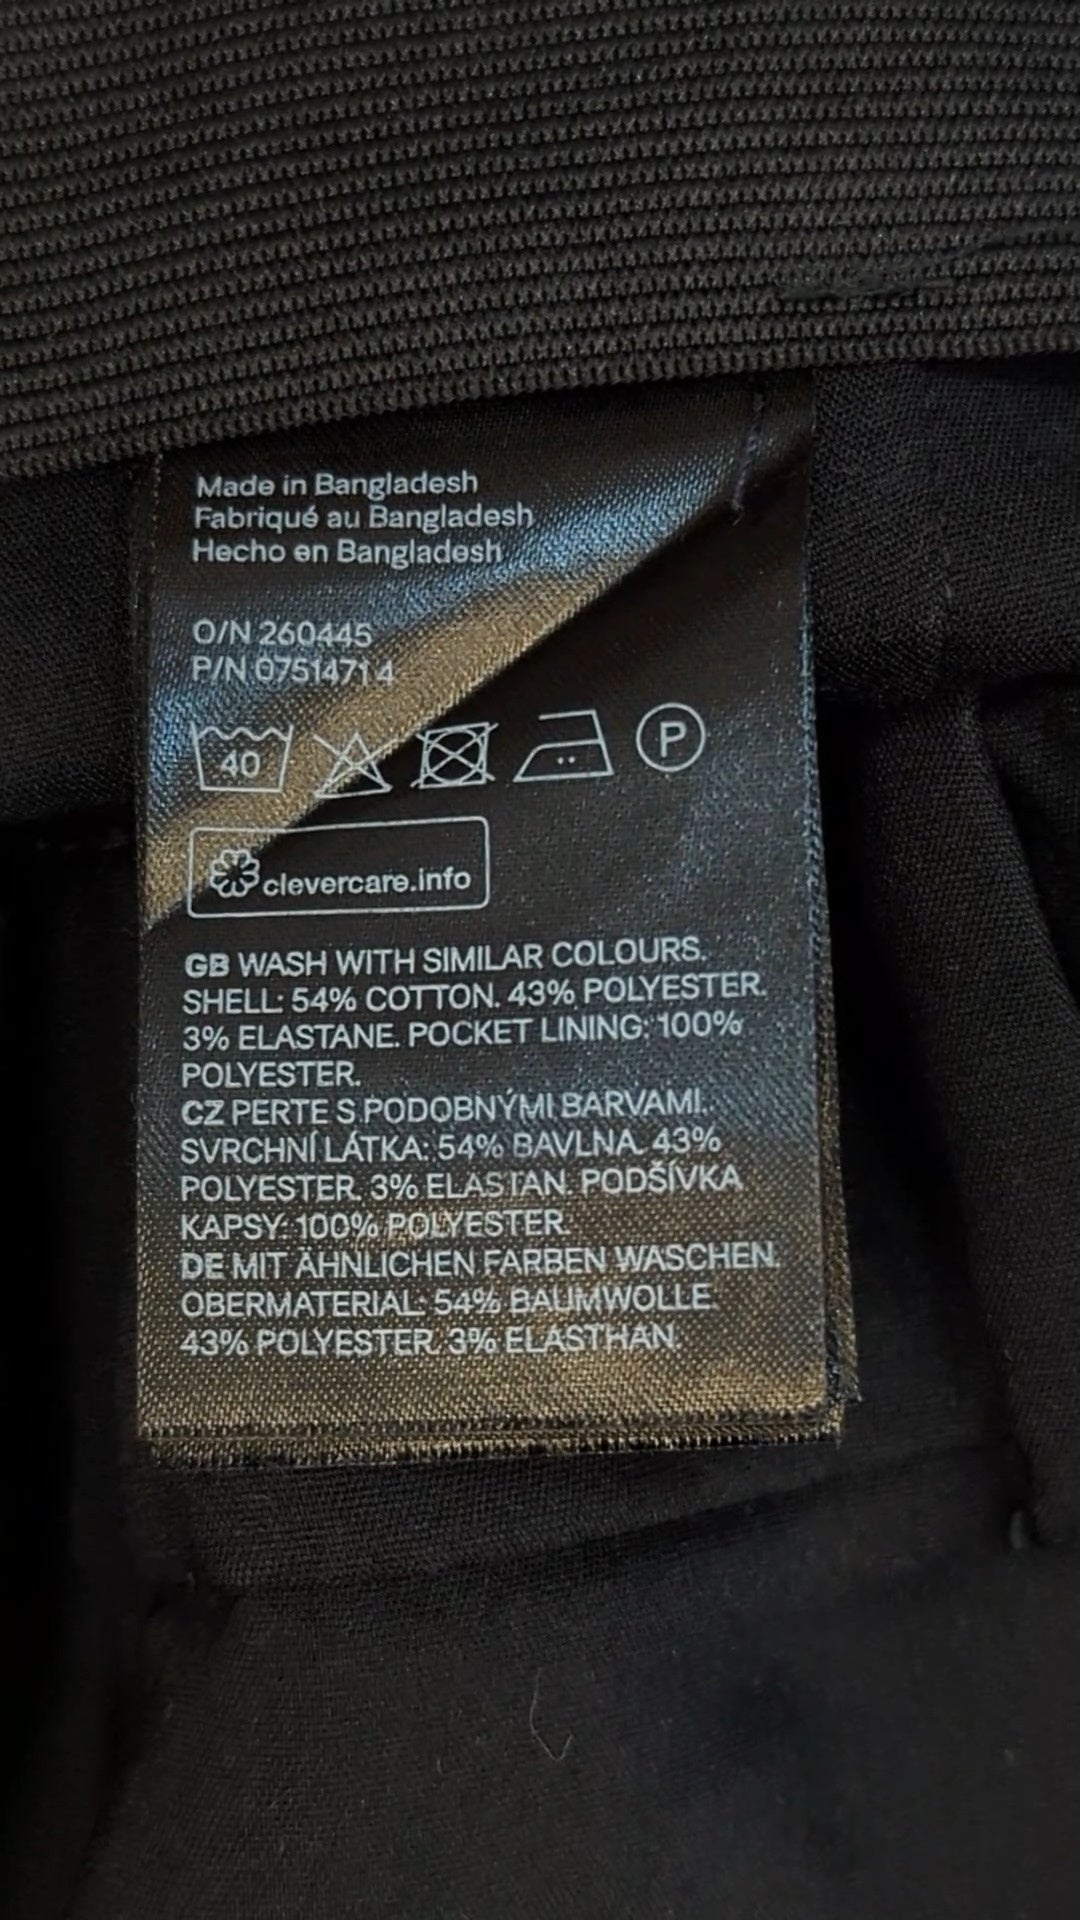 Made in Bangladesh
Fabriqué au Bangladesh
Hecho en Bangladesh
O/N 260445
P/N 07514714
40 P
clevercare.info
GB WASH WITH SIMILAR COLOURS.
SHELL: 54% COTTON. 43% POLYESTER.
3% ELASTANE. POCKET LINING: 100%
POLYESTER.
CZ PERTE S PODOBNÝMI BARVAMI.
SVRCHNÍ LÁTKA: 54% BAVLNA. 43%
POLYESTER. 3% ELASTAN. PODŠÍVKA
KAPSY: 100% POLYESTER.
DE MIT ÄHNLICHEN FARBEN WASCHEN.
OBERMATERIAL: 54% BAUMWOLLE.
43% POLYESTER. 3% ELASTHAN.